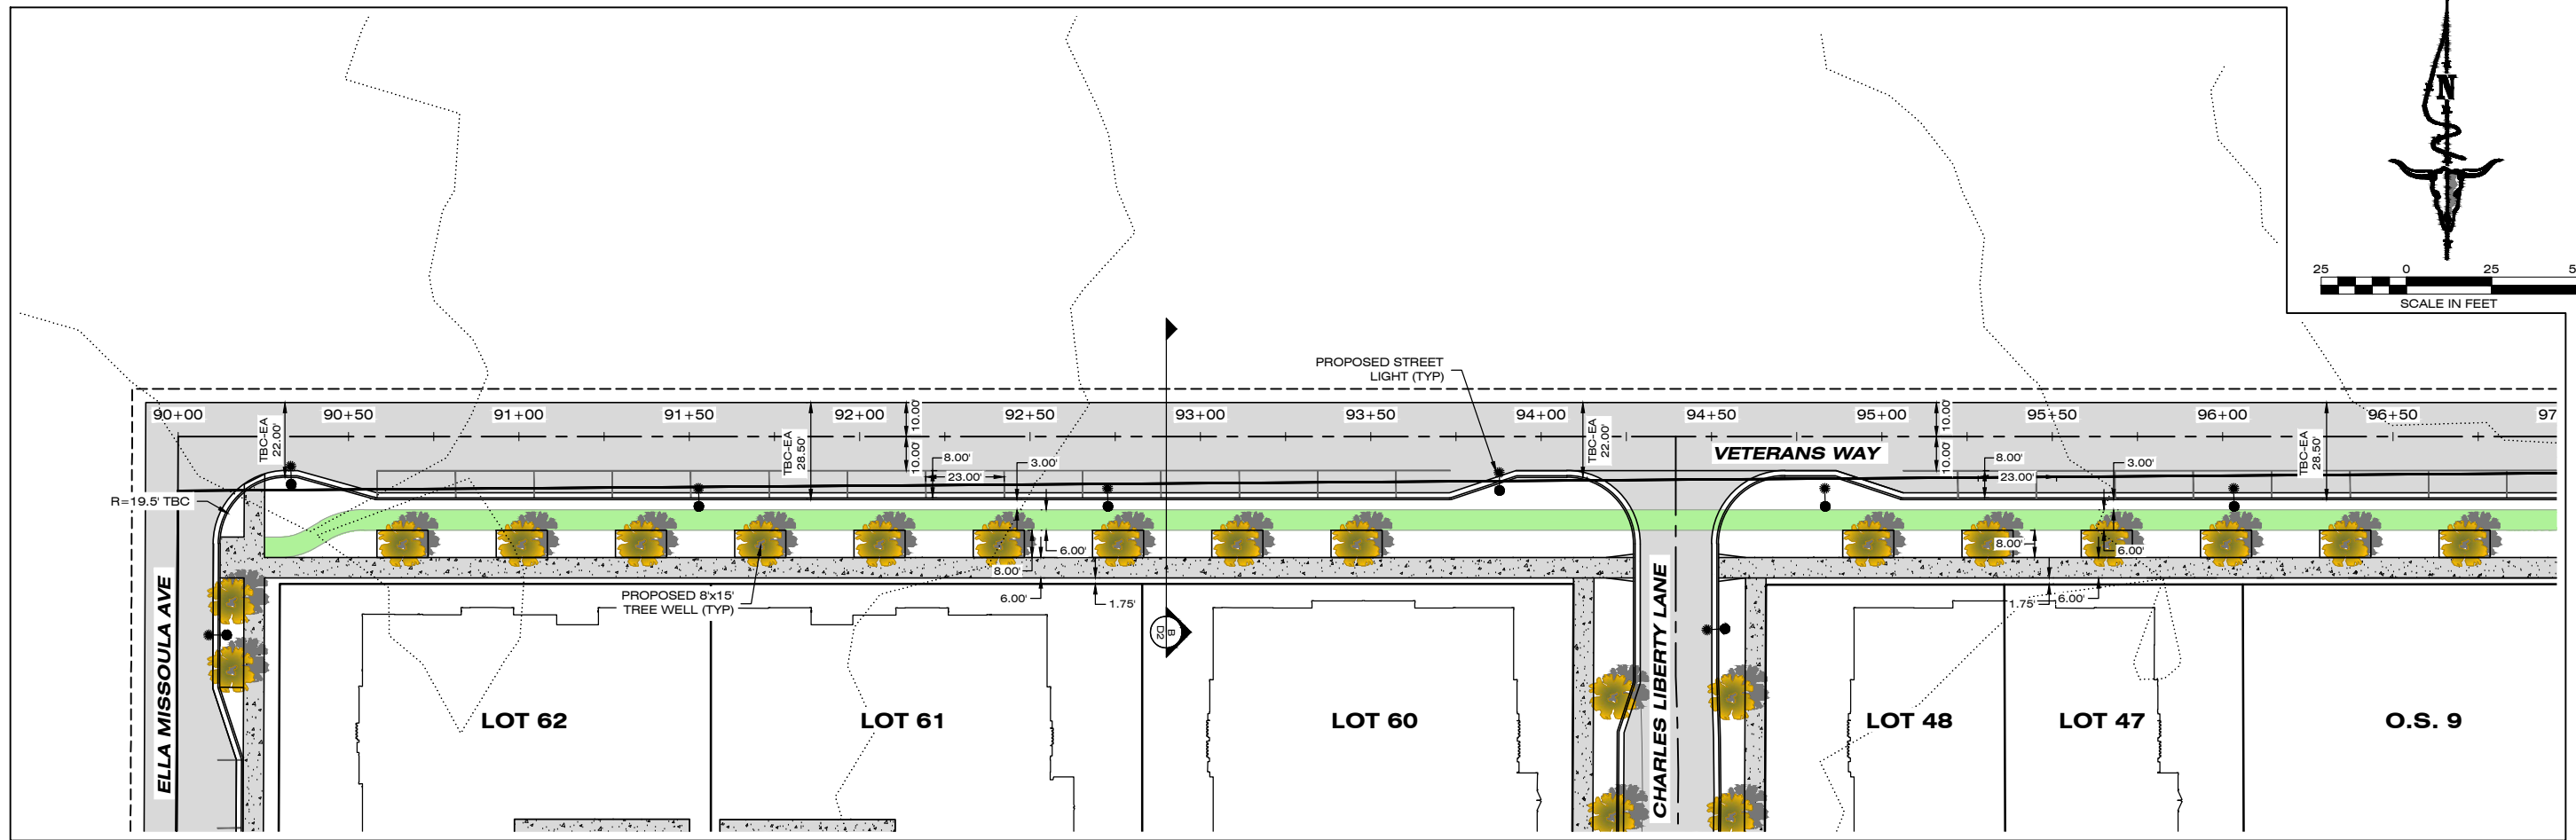 N
25 0 25
SCALE IN FEET
PROPOSED STREET
LIGHT (TYP)
90+00 90+50 91+00 91+50 92+00 92+50 93+00 93+50 94+00 94+50 95+00 95+50 96+00 96+50 97
TBC-EA
22.00'
TBC-EA
28.50'
10.00'
10.00'
TBC-EA
22.00'
10.00'
10.00'
TBC-EA
28.50'
VETERANS WAY
8.00'
23.00'
3.00'
8.00'
23.00'
3.00'
R=19.5' TBC
6.00'
8.00'
6.00'
1.75'
8.00'
6.00'
1.75'
6.00'
PROPOSED 8'x15'
TREE WELL (TYP)
B
D2
ELLA MISSOULA AVE
CHARLES LIBERTY LANE
LOT 62
LOT 61
LOT 60
LOT 48
LOT 47
O.S. 9